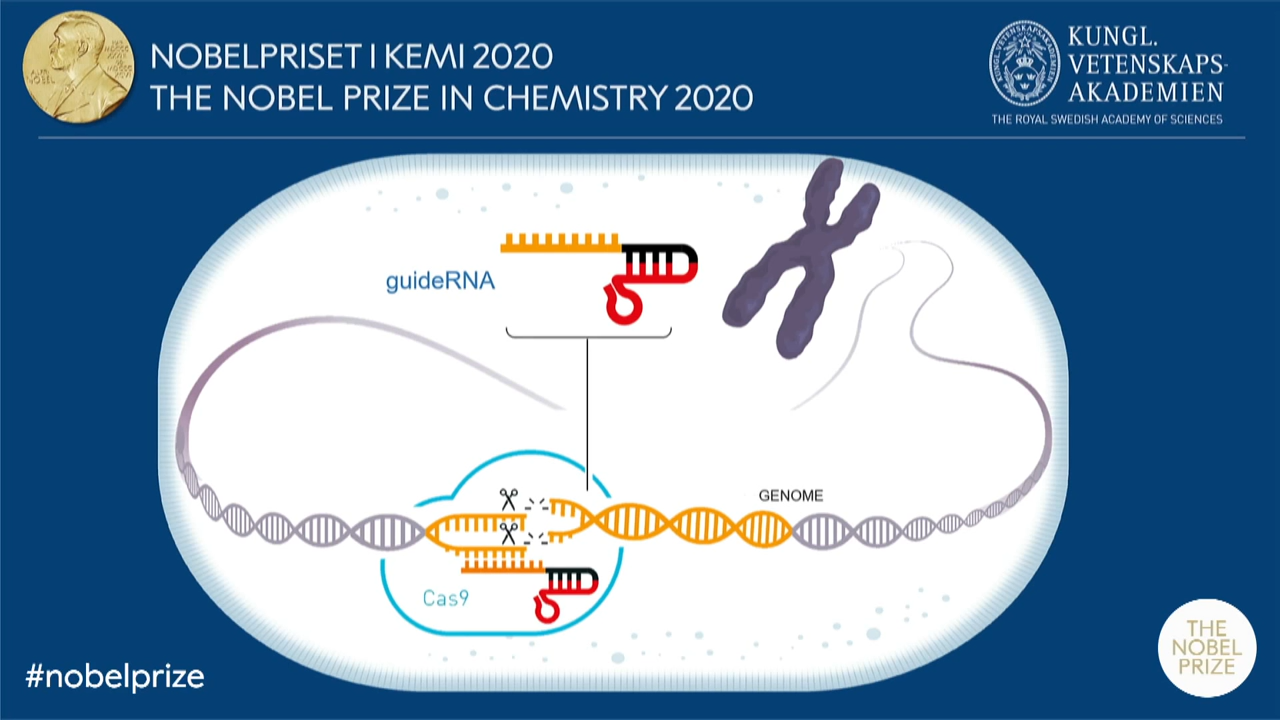 NOBELPRISET I KEMI 2020
THE NOBEL PRIZE IN CHEMISTRY 2020
KUNGL.
VETENSKAPS-
AKADEMIEN
THE ROYAL SWEDISH ACADEMY OF SCIENCES
guideRNA
GENOME
Cas9
#nobelprize
THE
NOBEL
PRIZE